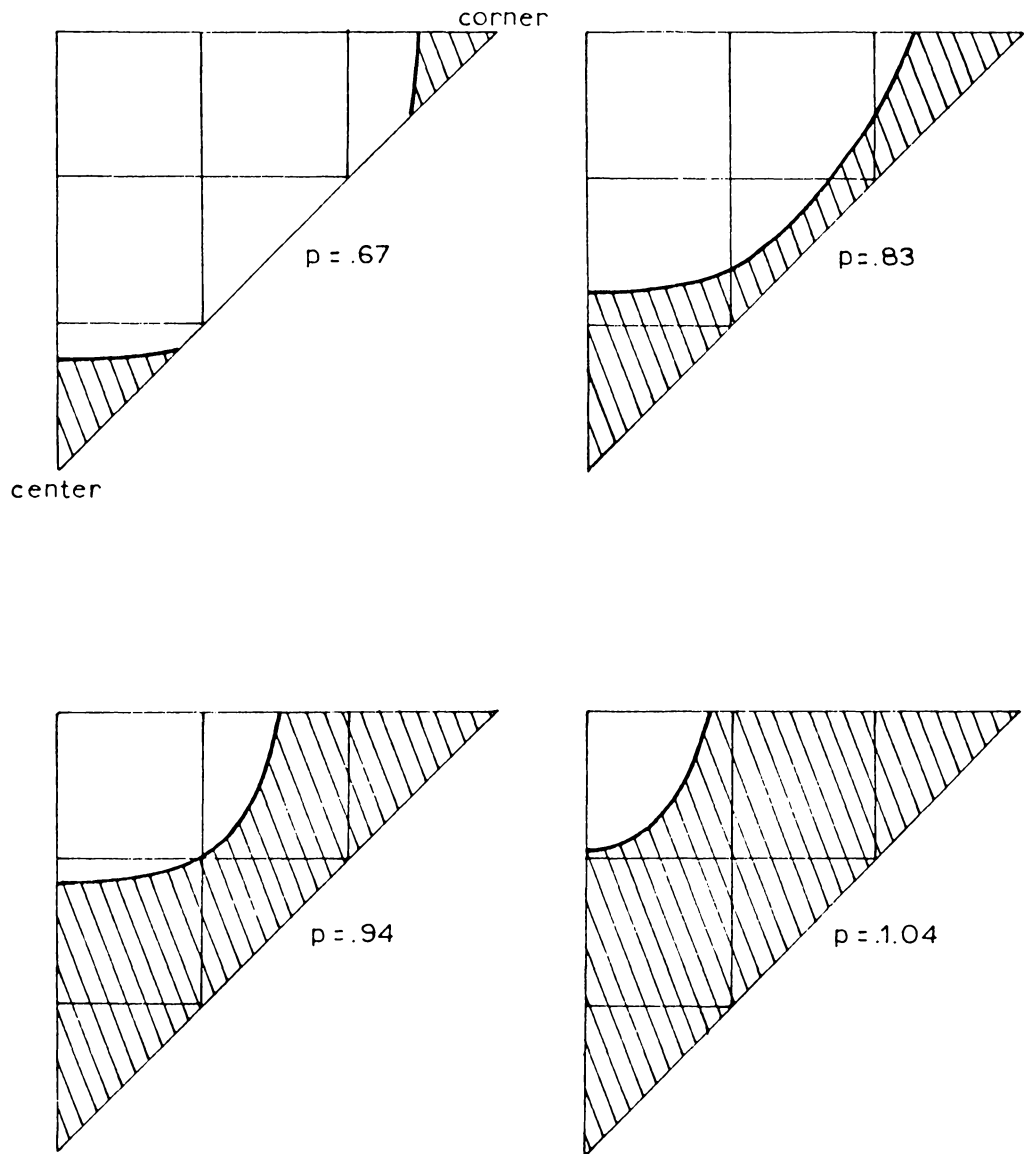 corner
p = .67
p = .83
center
p = .94
p = .1.04